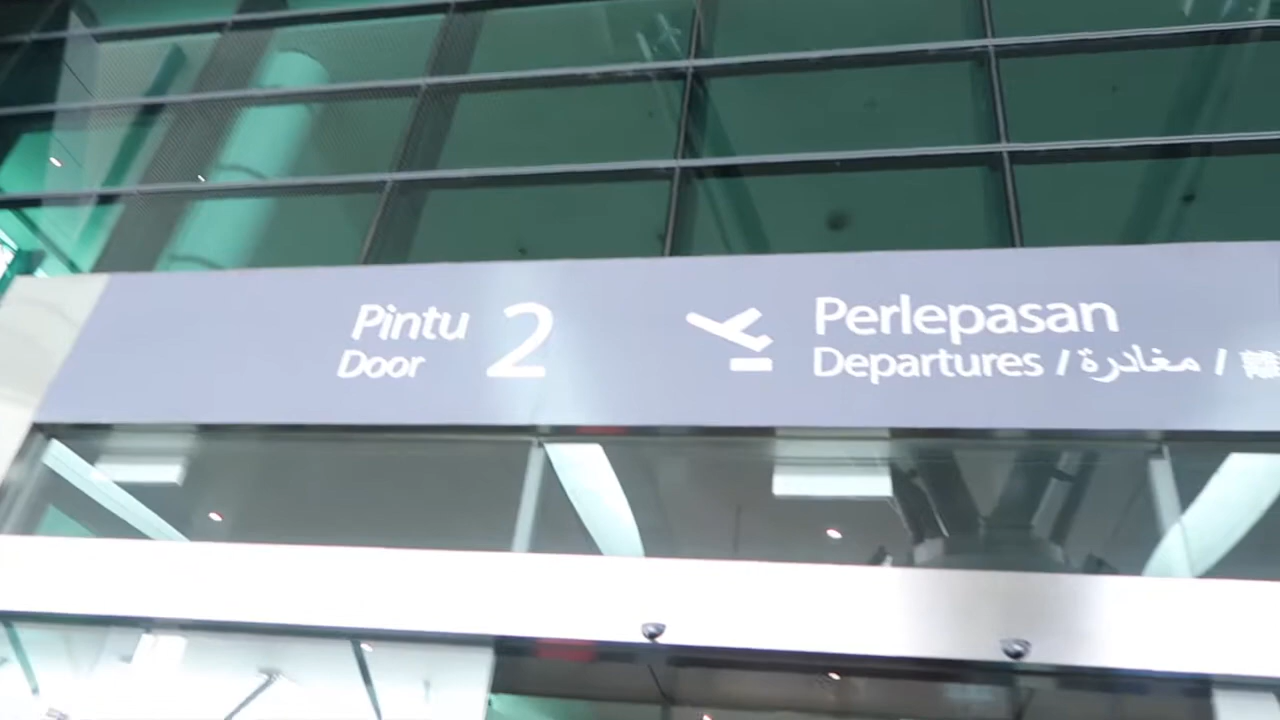 Pintu 2
Door
Perlepasan
Departures / مغادرة /